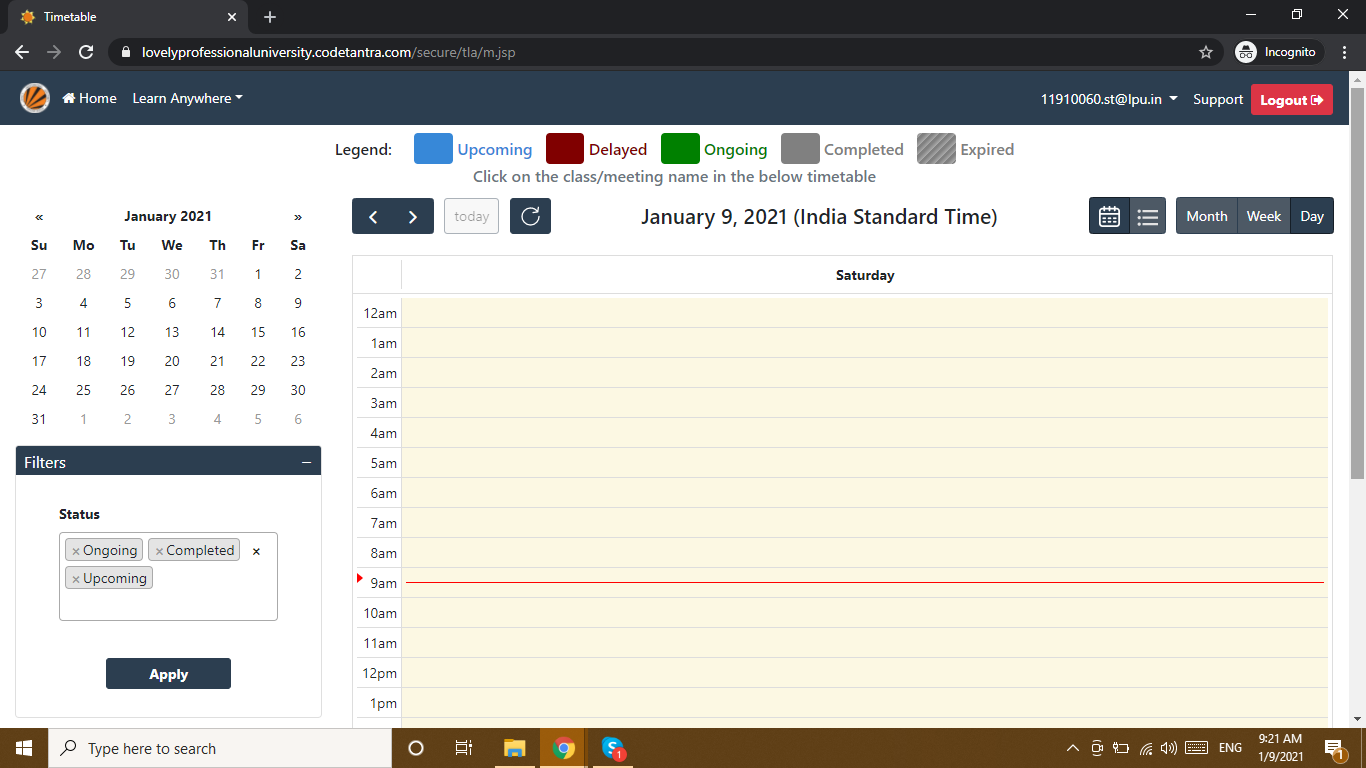 Timetable
lovelyprofessionaluniversity.codetantra.com/secure/tla/m.jsp
Incognito
Home Learn Anywhere
11910060.st@lpu.in Support Logout
Legend: Upcoming Delayed Ongoing Completed Expired
Click on the class/meeting name in the below timetable
« January 2021 »
Su Mo Tu We Th Fr Sa
27 28 29 30 31 1 2
3 4 5 6 7 8 9
10 11 12 13 14 15 16
17 18 19 20 21 22 23
24 25 26 27 28 29 30
31 1 2 3 4 5 6
Filters
Status
× Ongoing × Completed ×
× Upcoming
Apply
today
January 9, 2021 (India Standard Time)
Month Week Day
Saturday
12am
1am
2am
3am
4am
5am
6am
7am
8am
9am
10am
11am
12pm
1pm
Type here to search
S 1
ENG
9:21 AM
1/9/2021
1